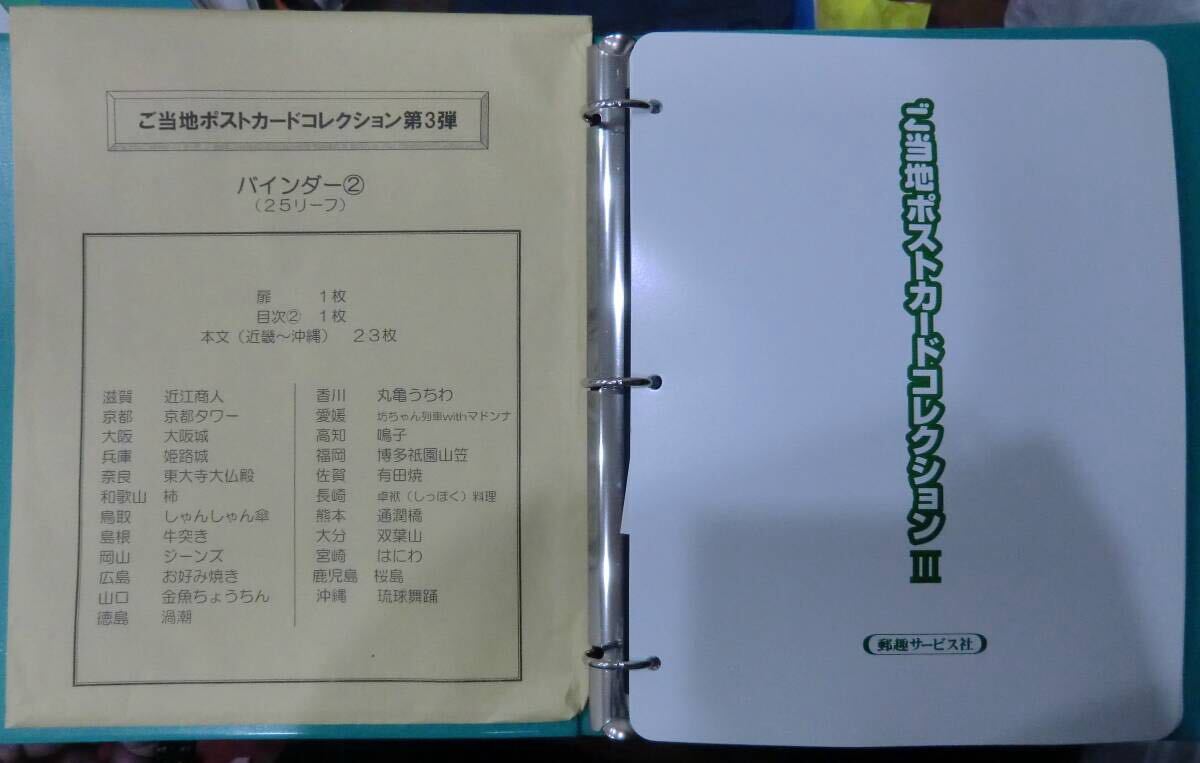 ご当地ポストカードコレクション第3弾
バインダー②
（25リーフ）
扉　1枚
目次②　1枚
本文（近畿～沖縄）　23枚
滋賀　近江商人
京都　京都タワー
大阪　大阪城
兵庫　姫路城
奈良　東大寺大仏殿
和歌山　柿
鳥取　しゃんしゃん傘
島根　牛突き
岡山　ジーンズ
広島　お好み焼き
山口　金魚ちょうちん
徳島　渦潮
香川　丸亀うちわ
愛媛　坊ちゃん列車withマドンナ
高知　鳴子
福岡　博多祇園山笠
佐賀　有田焼
長崎　卓袱（しっぽく）料理
熊本　通潤橋
大分　双葉山
宮崎　はにわ
鹿児島　桜島
沖縄　琉球舞踊
ご当地ポストカードコレクションⅢ
郵趣サービス社